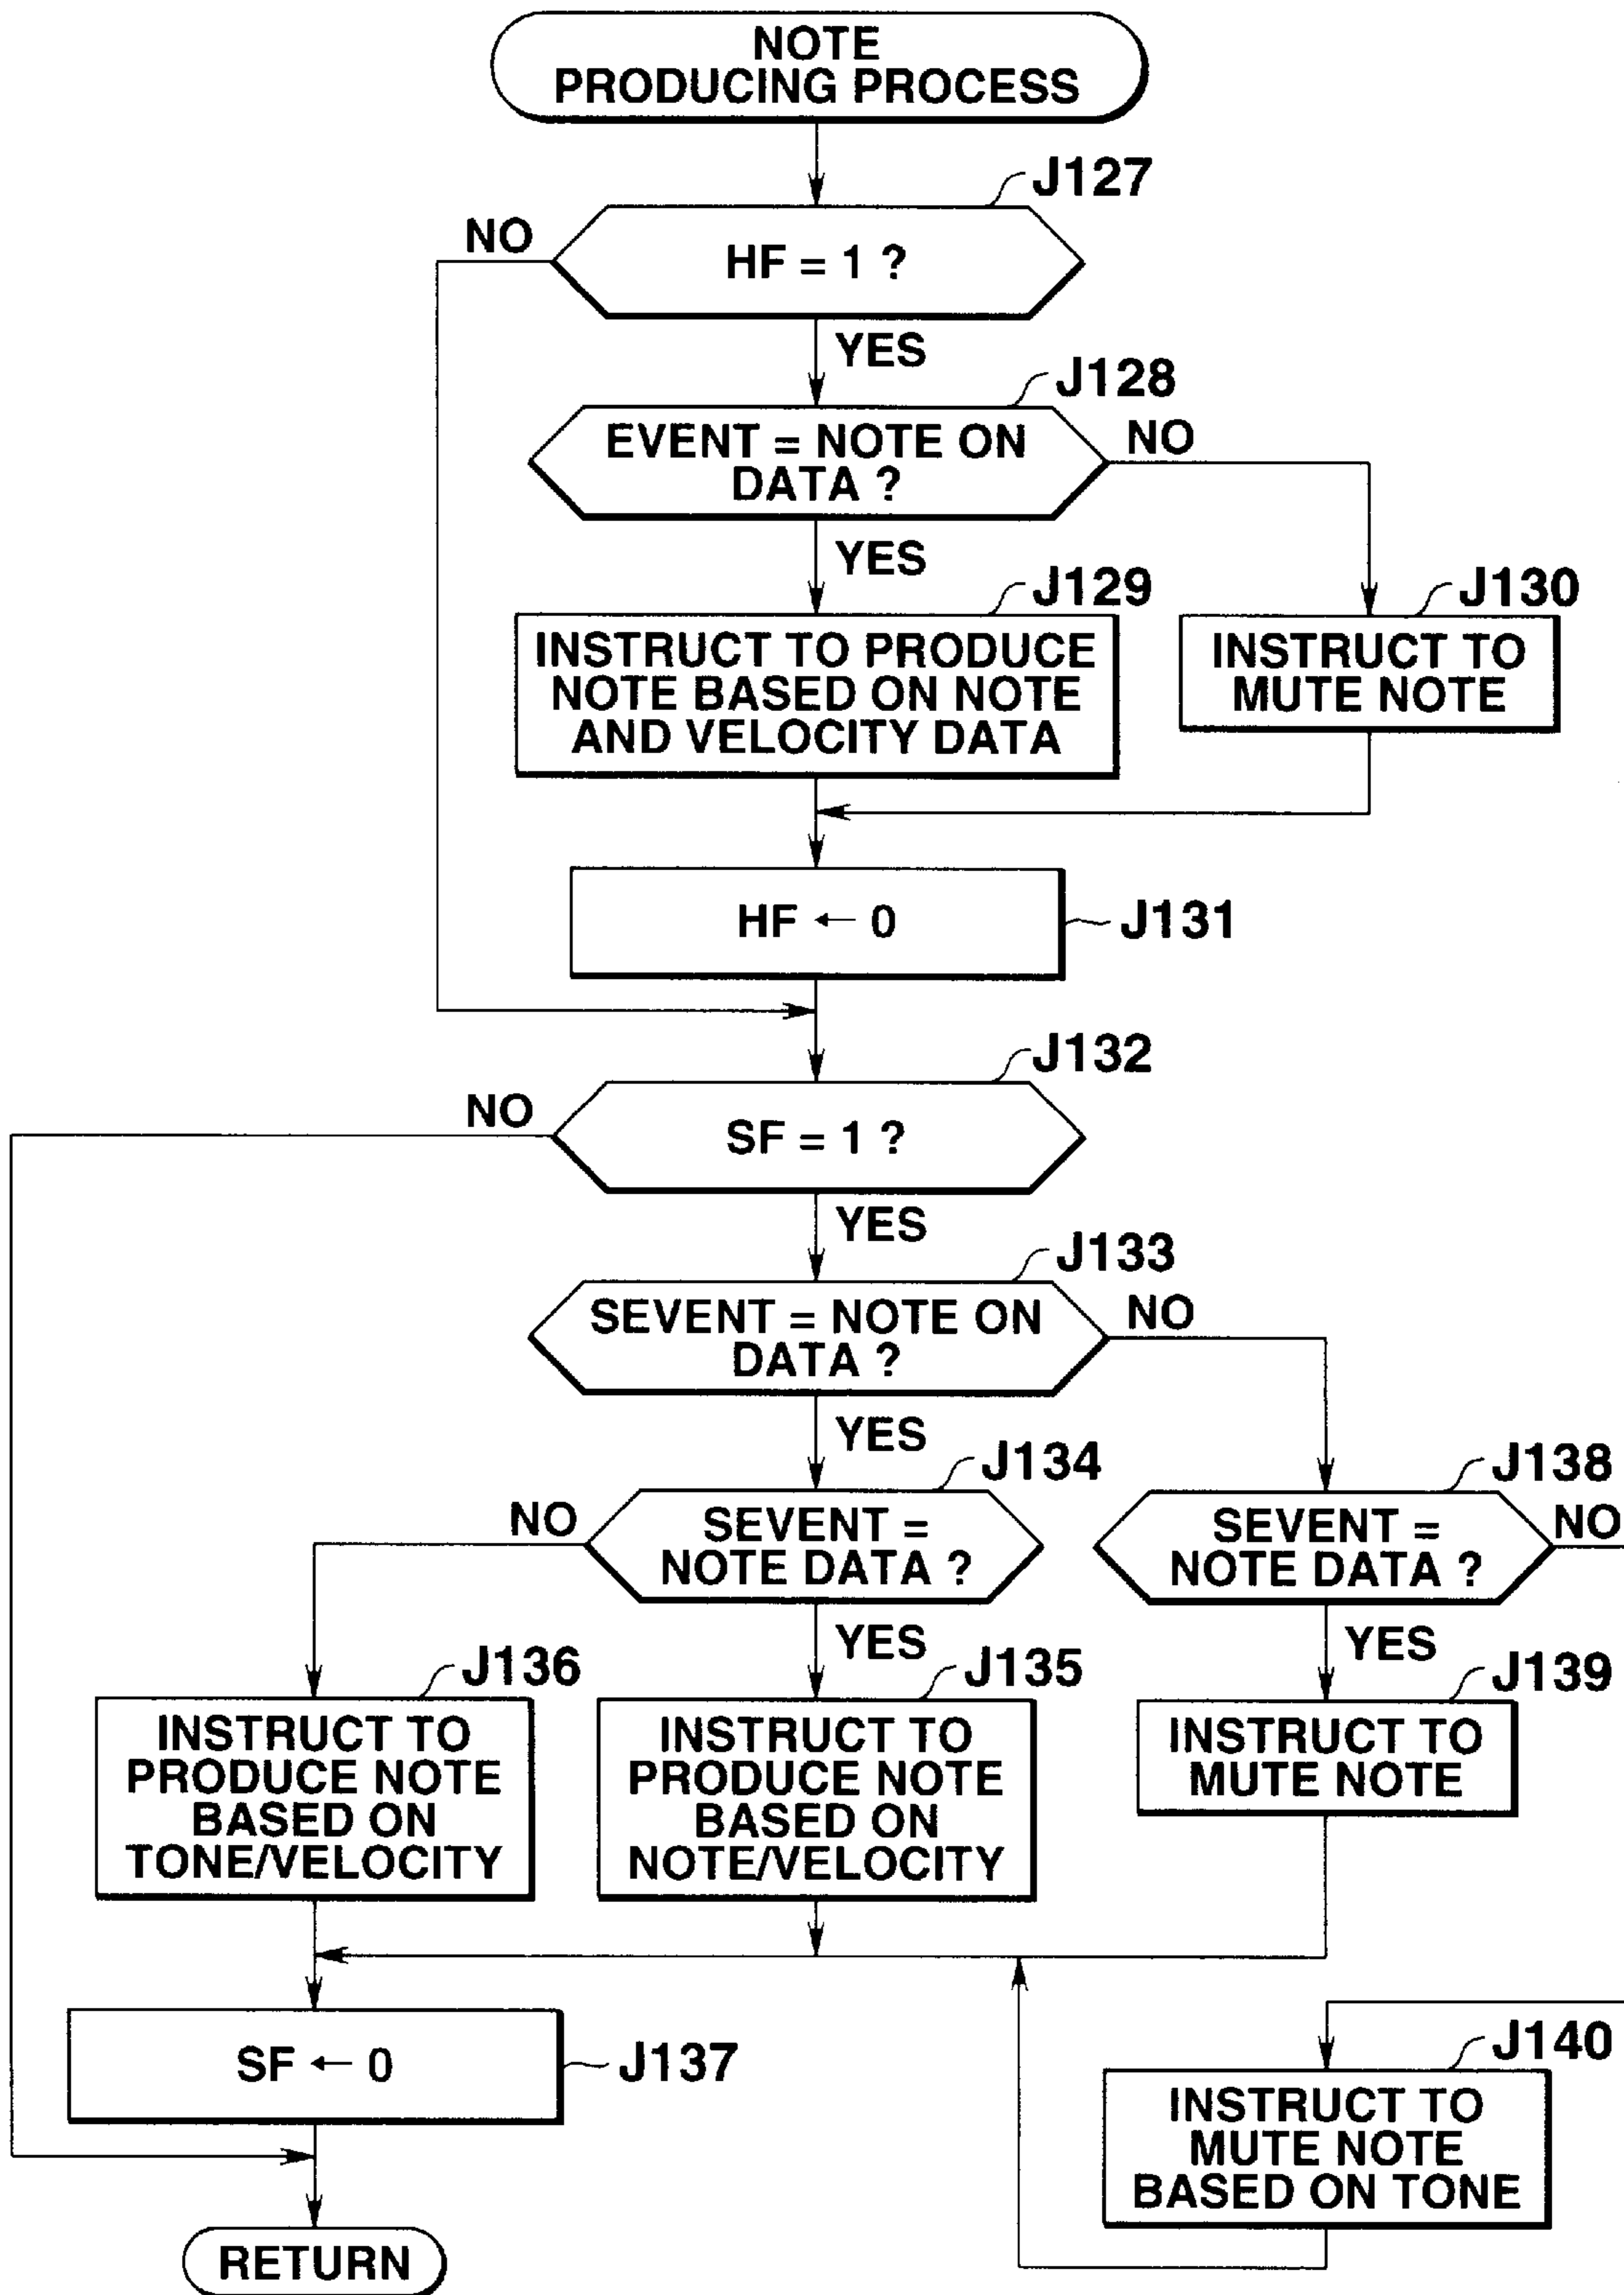 NOTE
PRODUCING PROCESS
J127
NO
HF = 1 ?
YES
J128
EVENT = NOTE ON
DATA ?
NO
YES
J129
INSTRUCT TO PRODUCE
NOTE BASED ON NOTE
AND VELOCITY DATA
J130
INSTRUCT TO
MUTE NOTE
HF ← 0
J131
J132
NO
SF = 1 ?
YES
J133
SEVENT = NOTE ON
DATA ?
NO
YES
J134
NO
SEVENT =
NOTE DATA ?
YES
J138
SEVENT =
NOTE DATA ?
NO
YES
J136
INSTRUCT TO
PRODUCE NOTE
BASED ON
TONE/VELOCITY
J135
INSTRUCT TO
PRODUCE NOTE
BASED ON
NOTE/VELOCITY
J139
INSTRUCT TO
MUTE NOTE
SF ← 0
J137
J140
INSTRUCT TO
MUTE NOTE
BASED ON TONE
RETURN